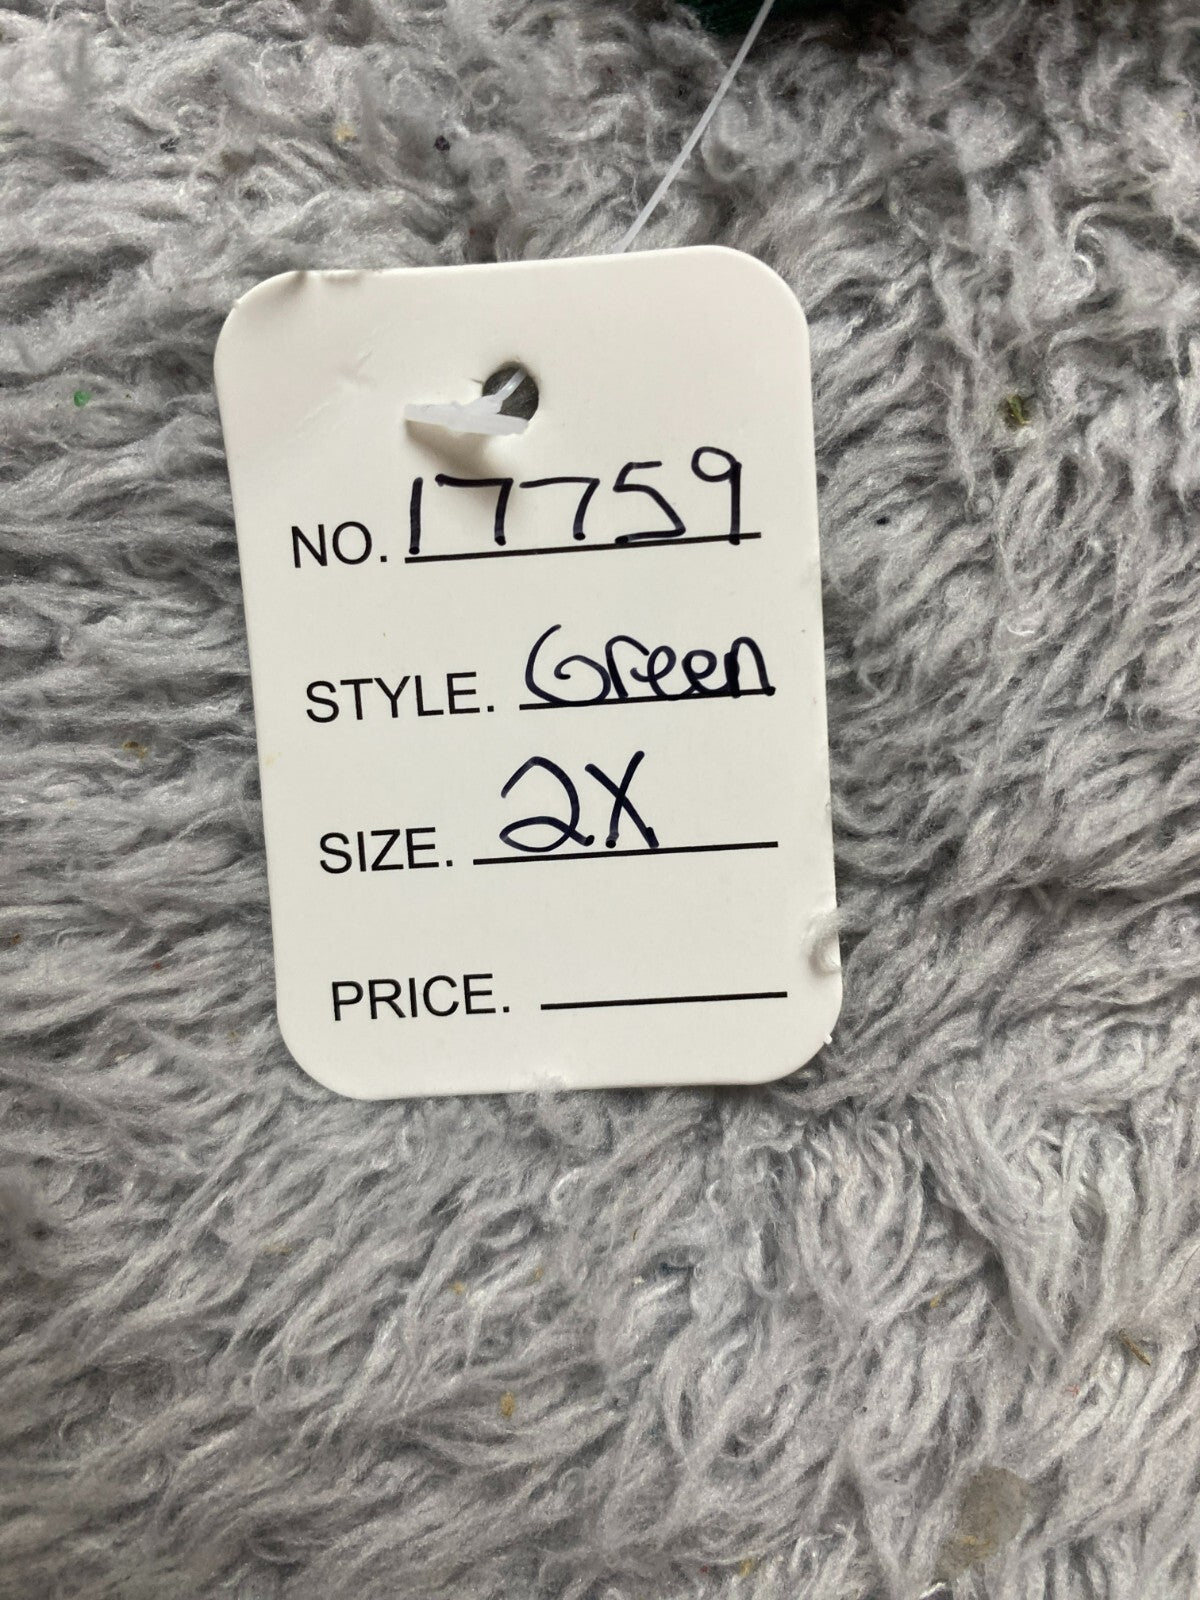 NO. 17759
STYLE. Green
SIZE. 2X
PRICE.